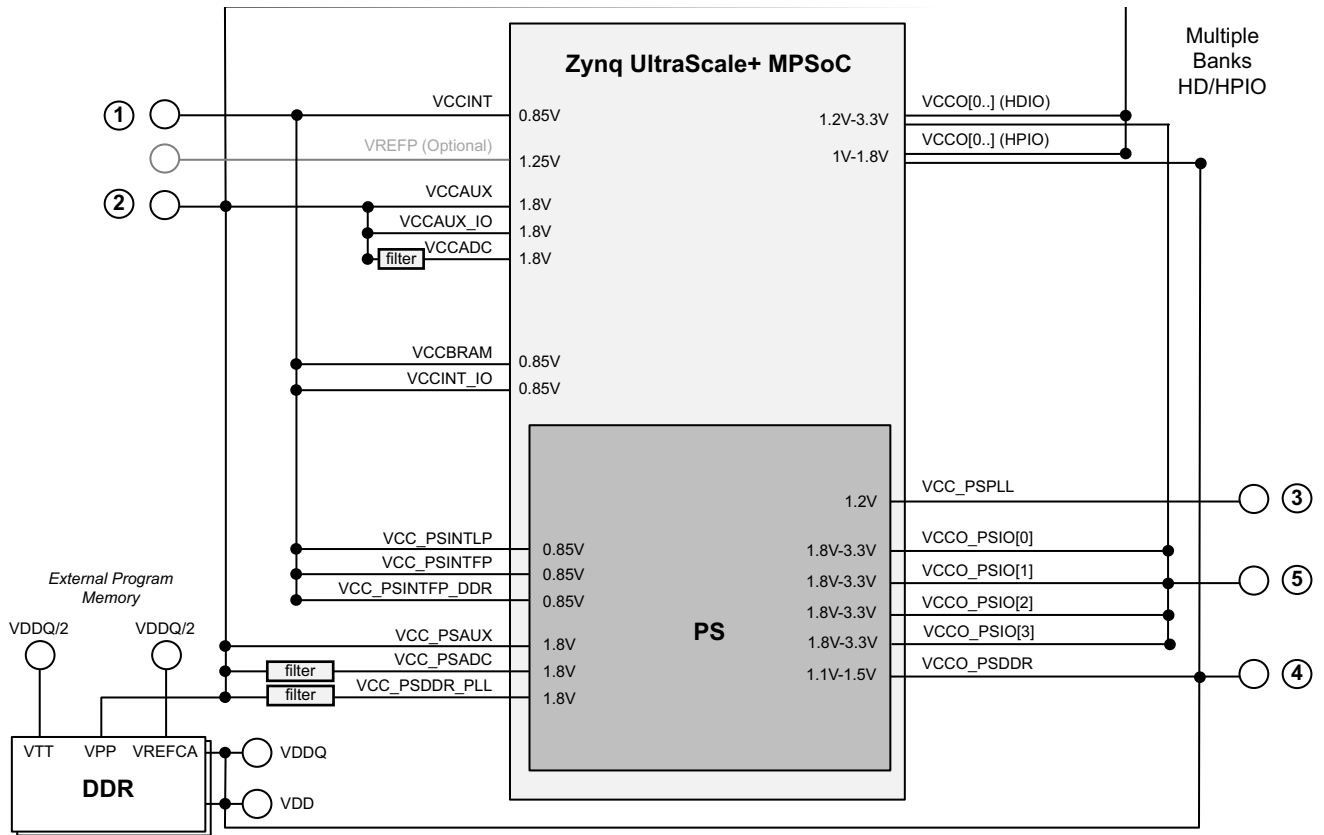 Zynq UltraScale+ MPSoC
Multiple
Banks
HD/HPIO
1
VCCINT
0.85V
VREFP (Optional)
1.25V
2
VCCAUX
1.8V
VCCAUX_IO
1.8V
filter
VCCADC
1.8V
VCCO[0..] (HDIO)
1.2V-3.3V
VCCO[0..] (HPIO)
1V-1.8V
VCCBRAM
0.85V
VCCINT_IO
0.85V
1.2V
VCC_PSPLL
3
VCC_PSINTLP
0.85V
VCC_PSINTFP
0.85V
VCC_PSINTFP_DDR
0.85V
1.8V-3.3V
VCCO_PSIO[0]
1.8V-3.3V
VCCO_PSIO[1]
5
1.8V-3.3V
VCCO_PSIO[2]
1.8V-3.3V
VCCO_PSIO[3]
1.1V-1.5V
VCCO_PSDDR
4
PS
VCC_PSAUX
1.8V
filter
VCC_PSADC
1.8V
filter
VCC_PSDDR_PLL
1.8V
External Program
Memory
VDDQ/2
VDDQ/2
VTT
VPP
VREFCA
DDR
VDDQ
VDD